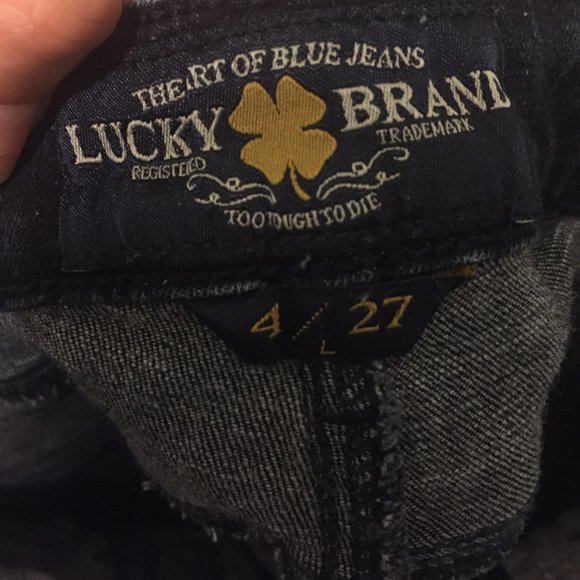 THE ART OF BLUE JEANS
LUCKY BRAND
REGISTERED TRADEMARK
TOO TOUGH TO DIE
4 / 27
L